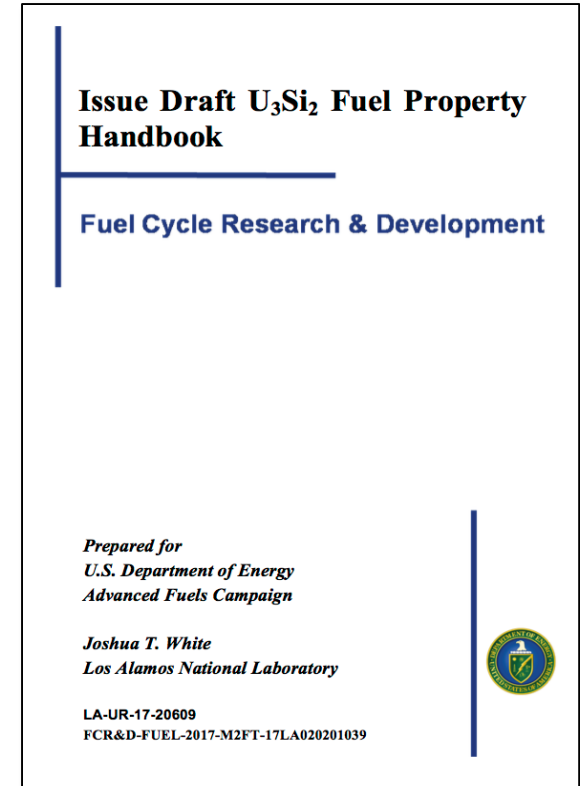 Issue Draft U₃Si₂ Fuel Property
Handbook
Fuel Cycle Research & Development
Prepared for
U.S. Department of Energy
Advanced Fuels Campaign
Joshua T. White
Los Alamos National Laboratory
LA-UR-17-20609
FCR&D-FUEL-2017-M2FT-17LA020201039